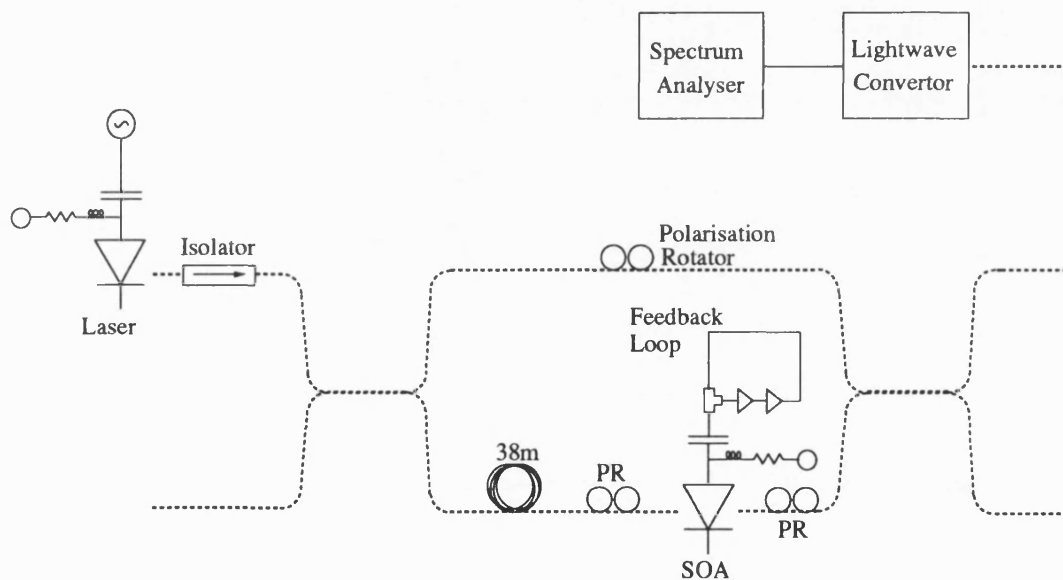 Spectrum
Analyser
Lightwave
Convertor
Isolator
Laser
Polarisation
Rotator
Feedback
Loop
38m
PR
SOA
PR